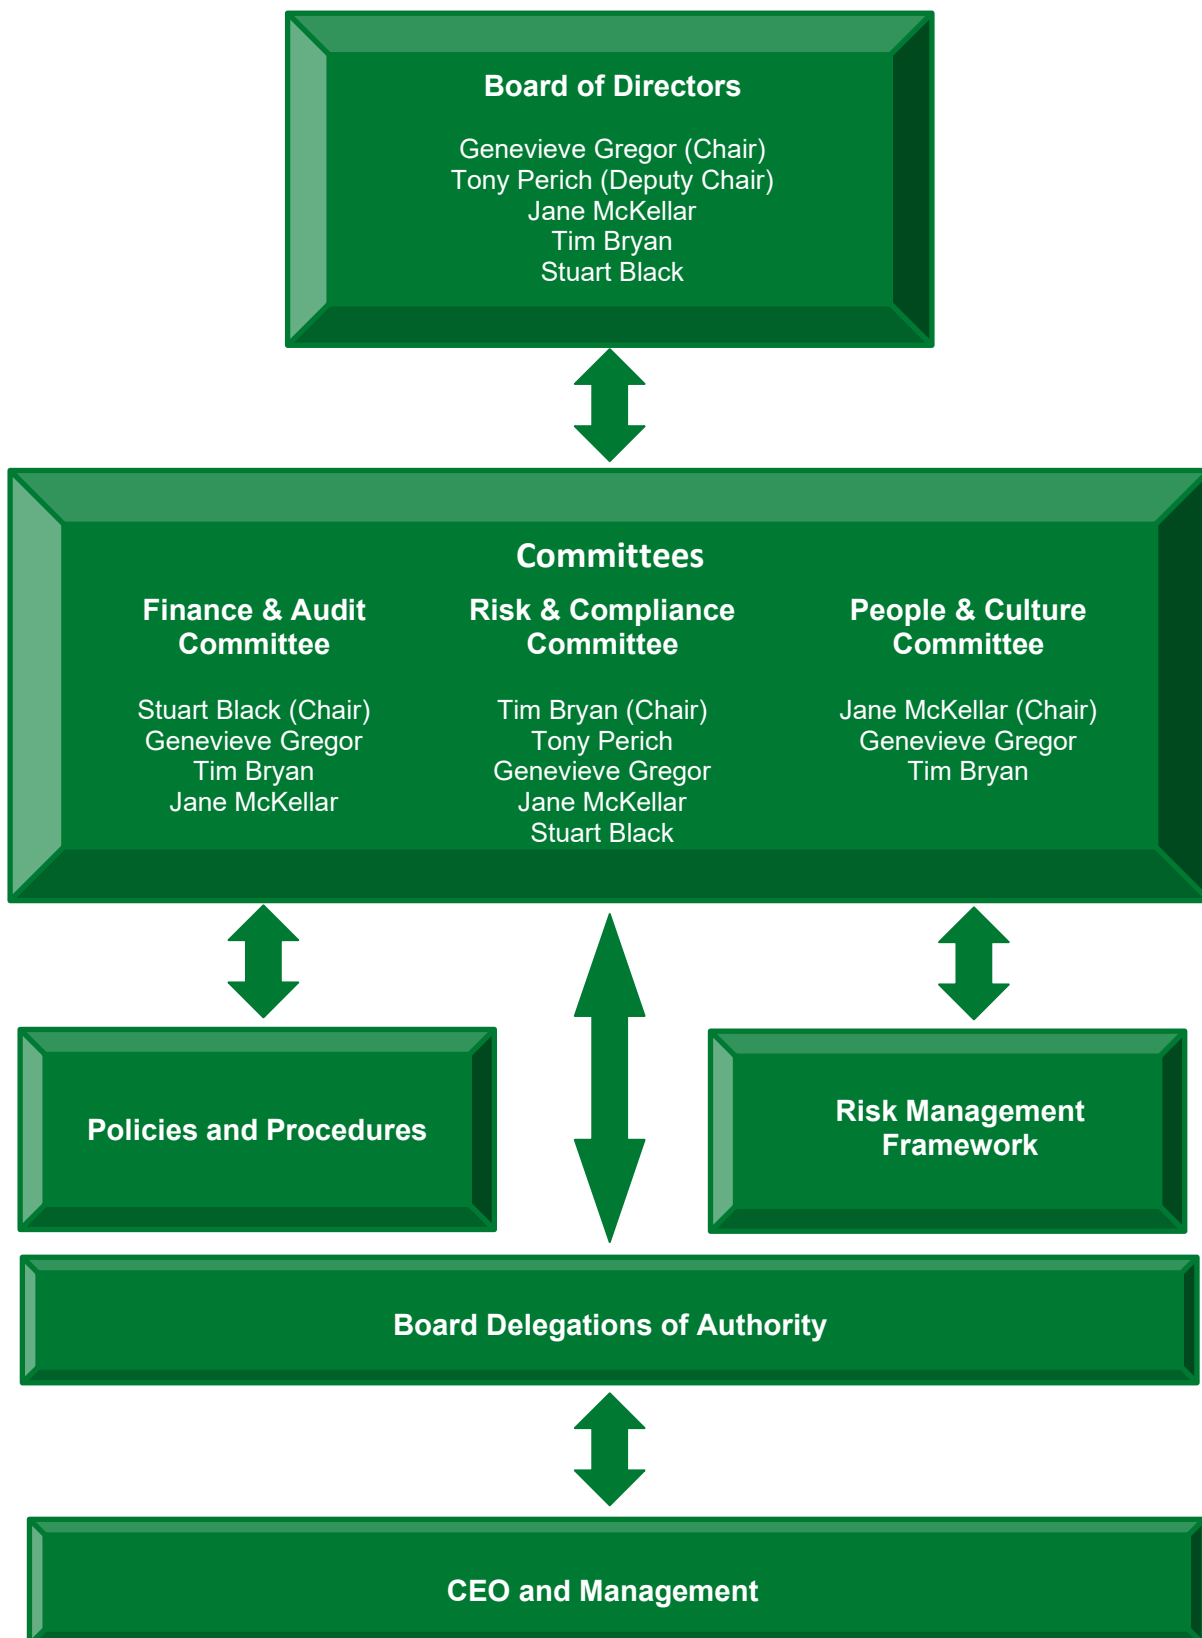 Board of Directors
Genevieve Gregor (Chair)
Tony Perich (Deputy Chair)
Jane McKellar
Tim Bryan
Stuart Black
Committees
Finance & Audit
Committee
Stuart Black (Chair)
Genevieve Gregor
Tim Bryan
Jane McKellar
Risk & Compliance
Committee
Tim Bryan (Chair)
Tony Perich
Genevieve Gregor
Jane McKellar
Stuart Black
People & Culture
Committee
Jane McKellar (Chair)
Genevieve Gregor
Tim Bryan
Policies and Procedures
Risk Management
Framework
Board Delegations of Authority
CEO and Management